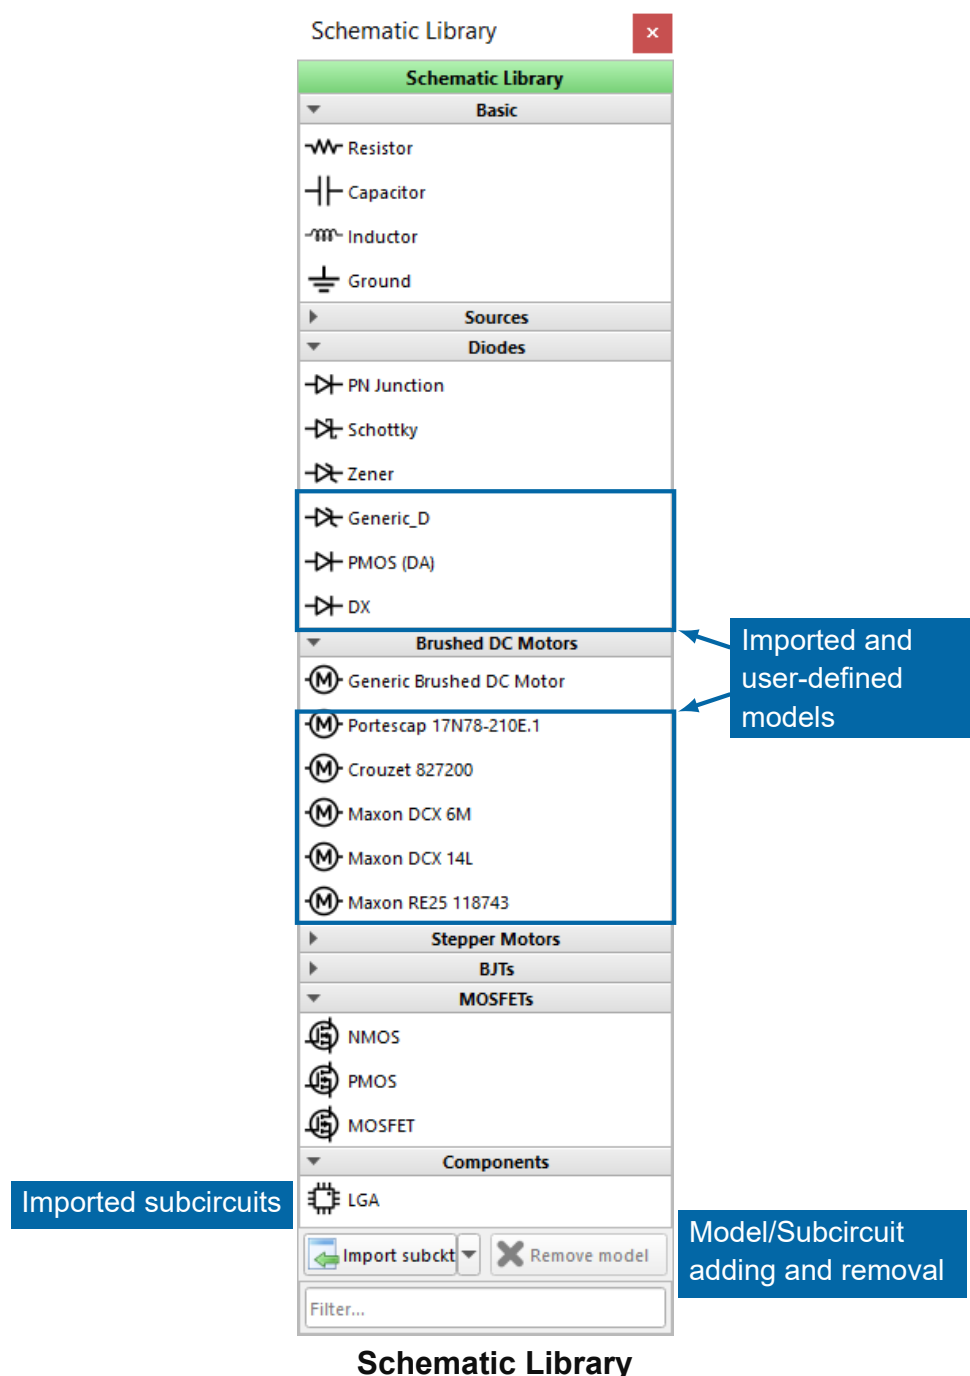 Schematic Library
×
Schematic Library
Basic
Resistor
Capacitor
Inductor
Ground
Sources
Diodes
PN Junction
Schottky
Zener
Generic_D
PMOS (DA)
DX
Brushed DC Motors
Generic Brushed DC Motor
M
Portescap 17N78-210E.1
M
Crouzet 827200
M
Maxon DCX 6M
M
Maxon DCX 14L
M
Maxon RE25 118743
M
Imported and
user-defined
models
Stepper Motors
BJTs
MOSFETs
NMOS
PMOS
MOSFET
Components
LGA
Imported subcircuits
Import subckt
Remove model
Model/Subcircuit
adding and removal
Filter...
Schematic Library